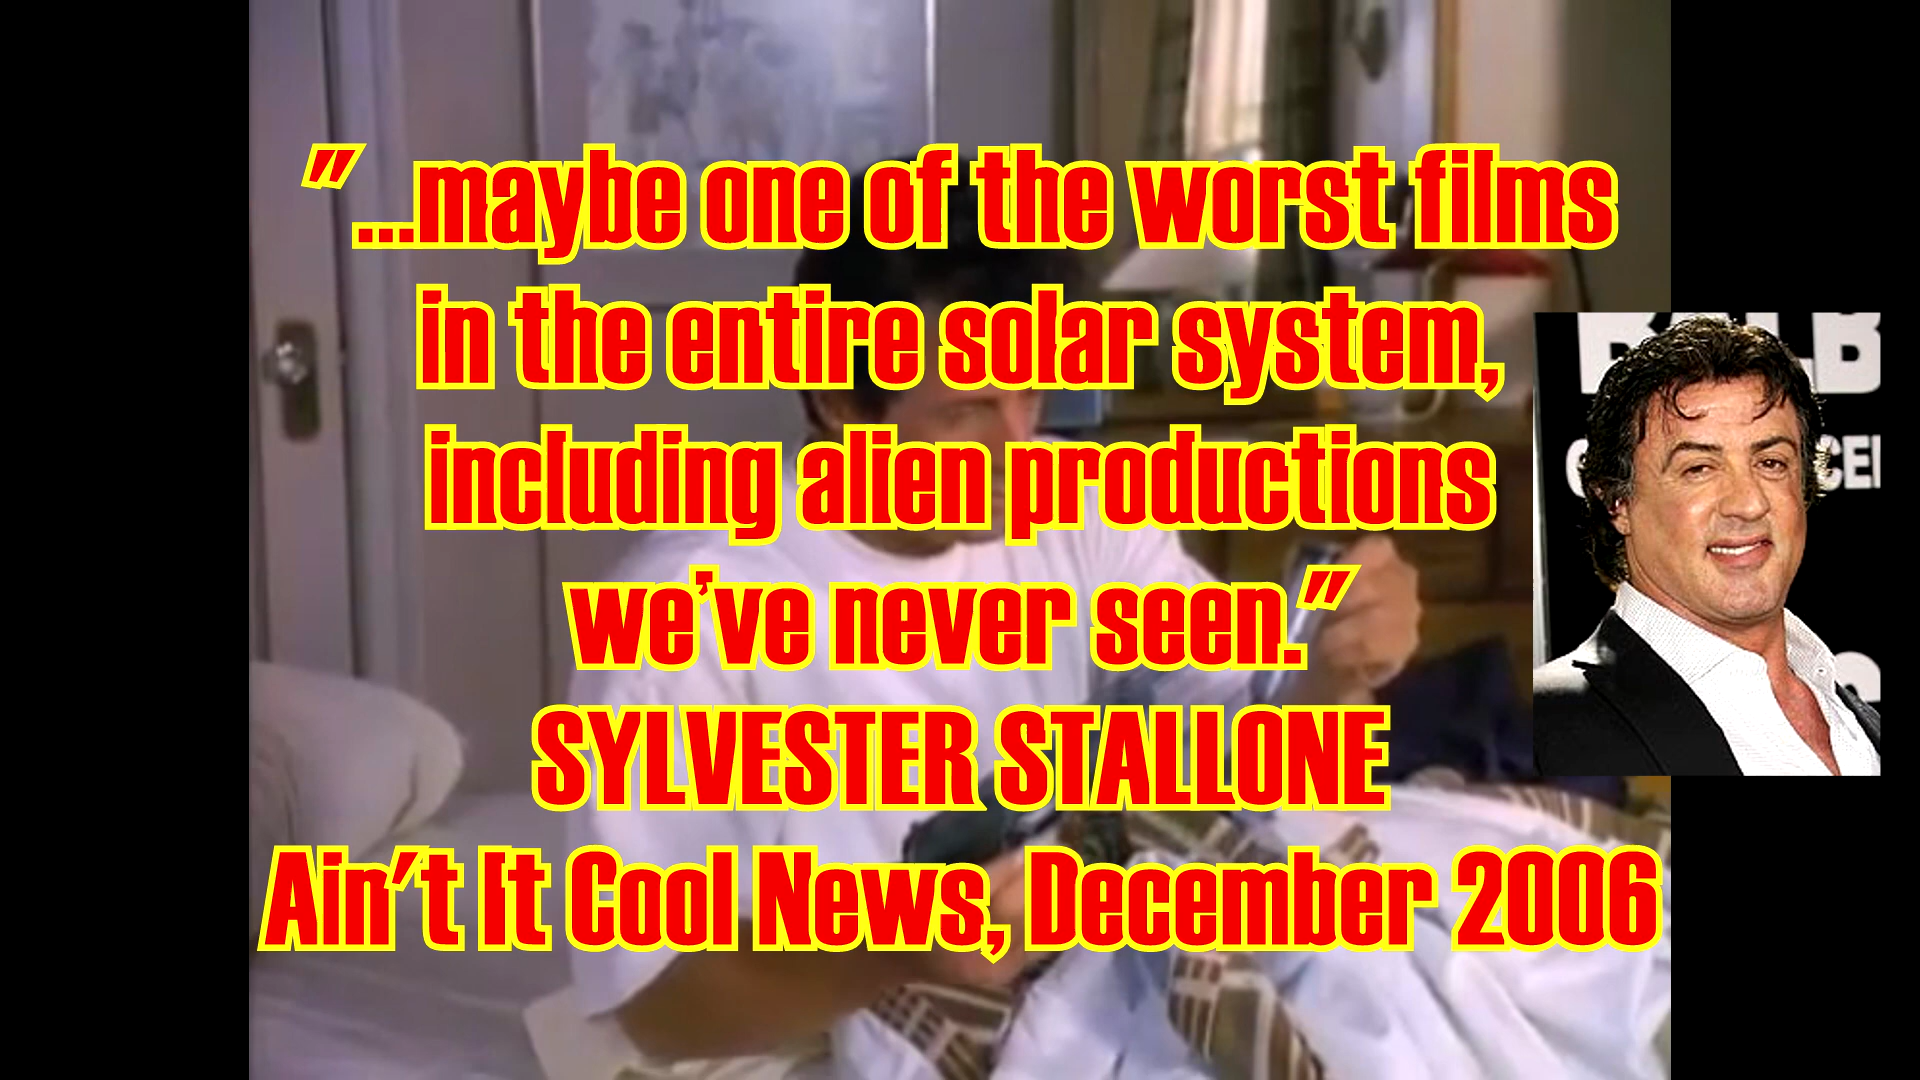 "...maybe one of the worst films
in the entire solar system,
including alien productions
we've never seen."
SYLVESTER STALLONE
Ain't It Cool News, December 2006